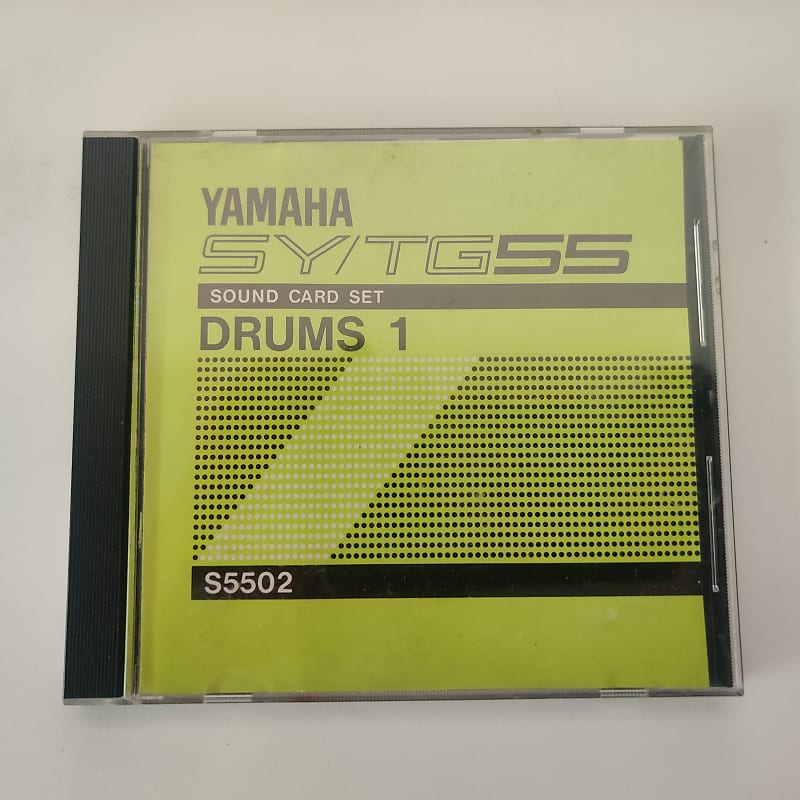 YAMAHA
SY/TG55
SOUND CARD SET
DRUMS 1
S5502